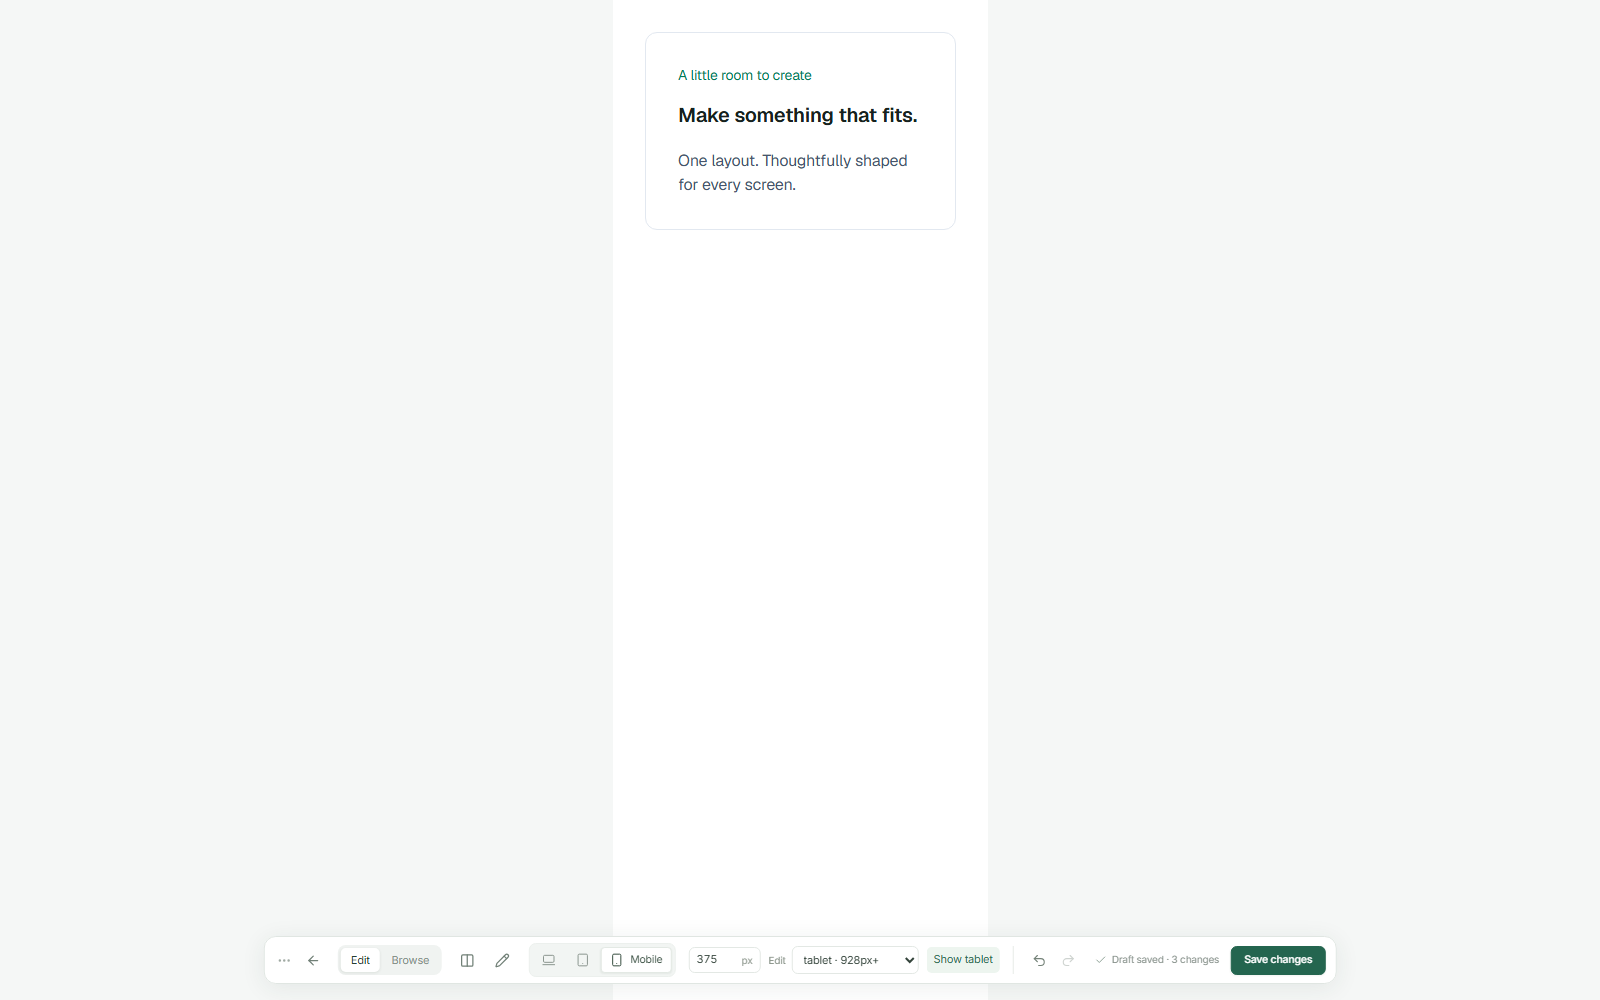 A little room to create
Make something that fits.
One layout. Thoughtfully shaped
for every screen.
Edit Browse Mobile 375 px Edit tablet · 928px+ Show tablet Draft saved · 3 changes Save changes